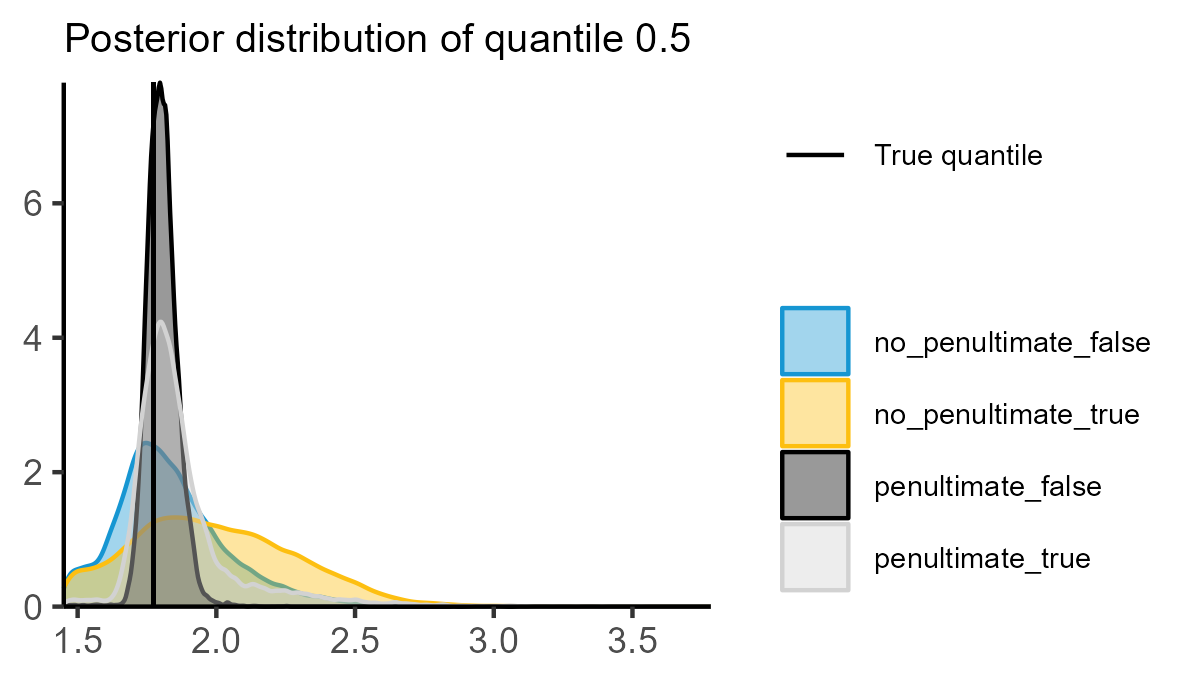 Posterior distribution of quantile 0.5
6
4
2
0
1.5 2.0 2.5 3.0 3.5
True quantile
no_penultimate_false
no_penultimate_true
penultimate_false
penultimate_true